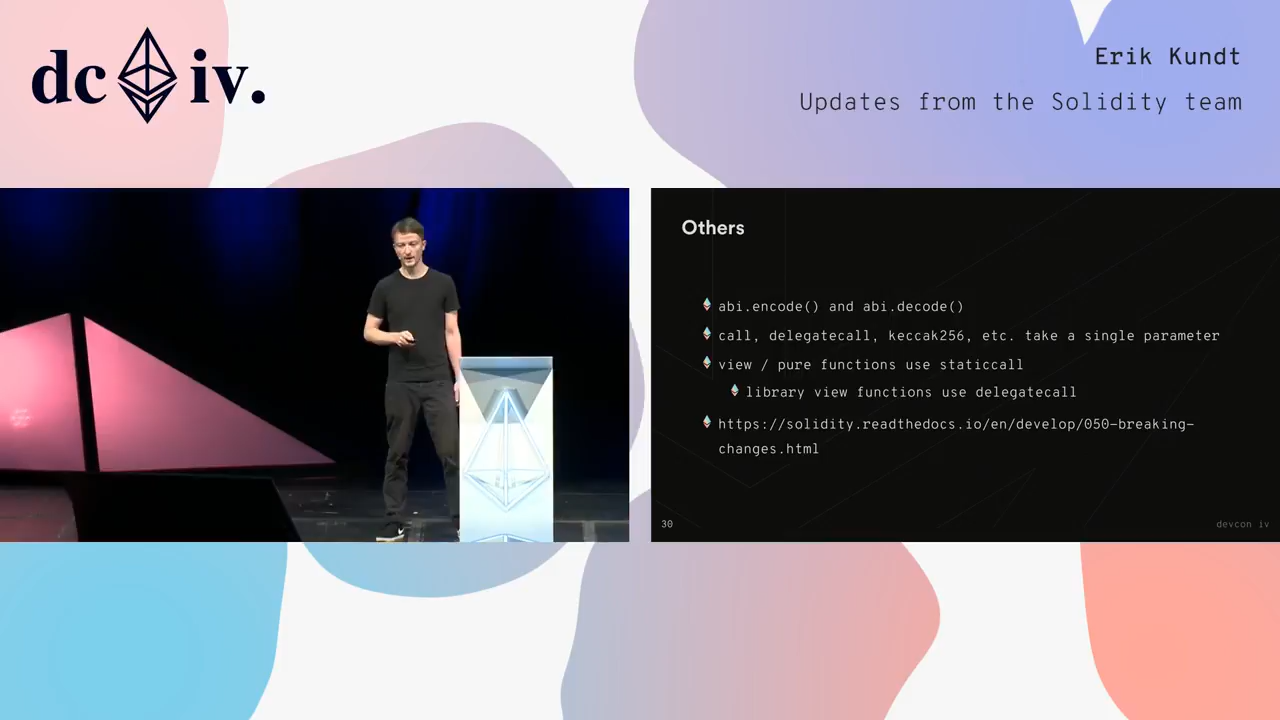 dc iv.
Erik Kundt
Updates from the Solidity team
Others
abi.encode() and abi.decode()
call, delegatecall, keccak256, etc. take a single parameter
view / pure functions use staticcall
library view functions use delegatecall
https://solidity.readthedocs.io/en/develop/050-breaking-
changes.html
30
devcon iv